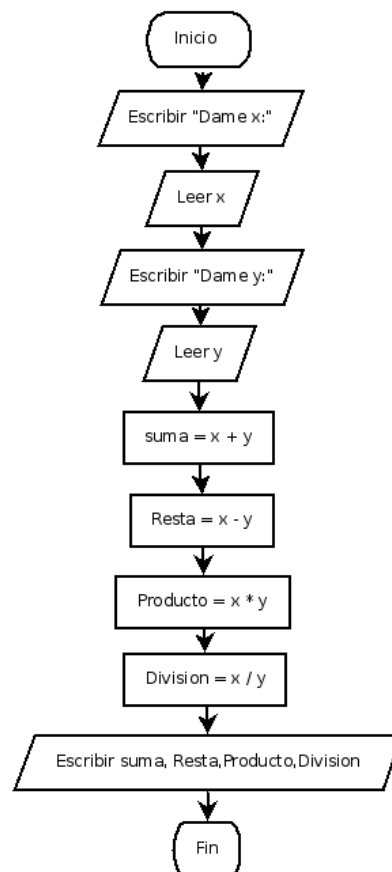 Inicio
Escribir "Dame x:"
Leer x
Escribir "Dame y:"
Leer y
suma = x + y
Resta = x - y
Producto = x * y
Division = x / y
Escribir suma, Resta,Producto,Division
Fin